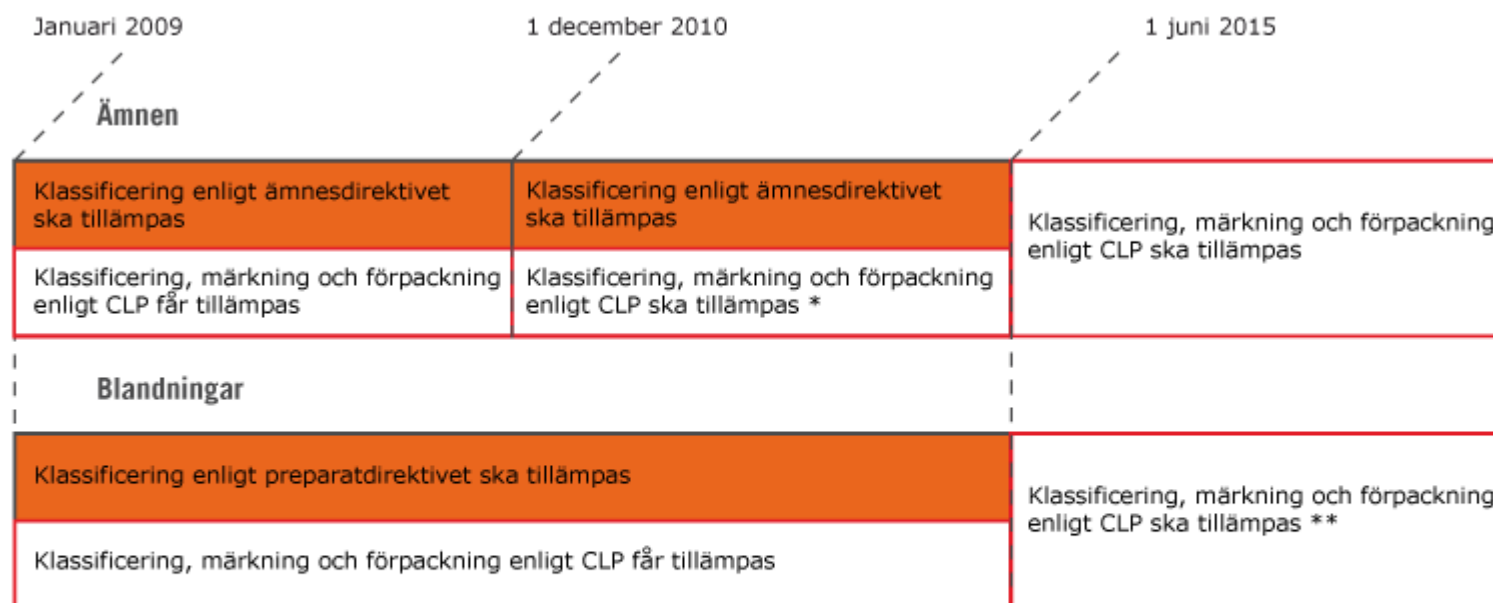 Januari 2009
1 december 2010
1 juni 2015
Ämnen
Klassificering enligt ämnesdirektivet
ska tillämpas
Klassificering enligt ämnesdirektivet
ska tillämpas
Klassificering, märkning och förpackning
enligt CLP ska tillämpas
Klassificering, märkning och förpackning
enligt CLP får tillämpas
Klassificering, märkning och förpackning
enligt CLP ska tillämpas *
Blandningar
Klassificering enligt preparatdirektivet ska tillämpas
Klassificering, märkning och förpackning
enligt CLP ska tillämpas **
Klassificering, märkning och förpackning enligt CLP får tillämpas